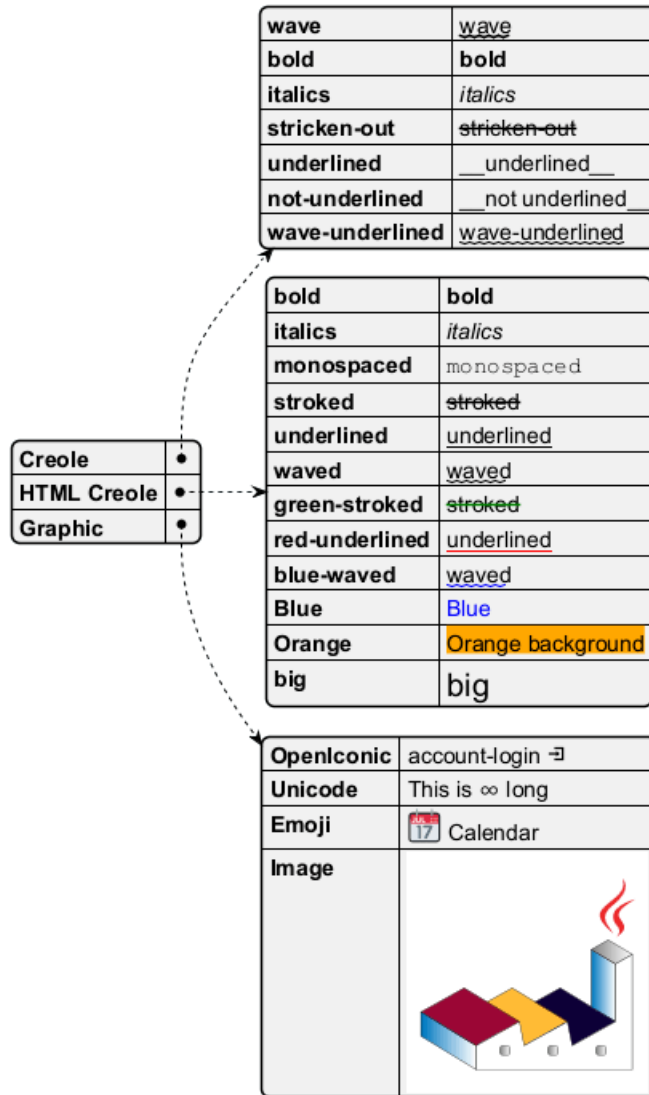 wave wave
bold bold
italics italics
stricken-out stricken-out
underlined __underlined__
not-underlined __not underlined__
wave-underlined wave-underlined
bold bold
italics italics
monospaced monospaced
stroked stroked
underlined underlined
waved waved
green-stroked stroked
red-underlined underlined
blue-waved waved
Blue Blue
Orange Orange background
big big
Creole
HTML Creole
Graphic
OpenIconic account-login
Unicode This is ∞ long
Emoji JUL 17 Calendar
Image